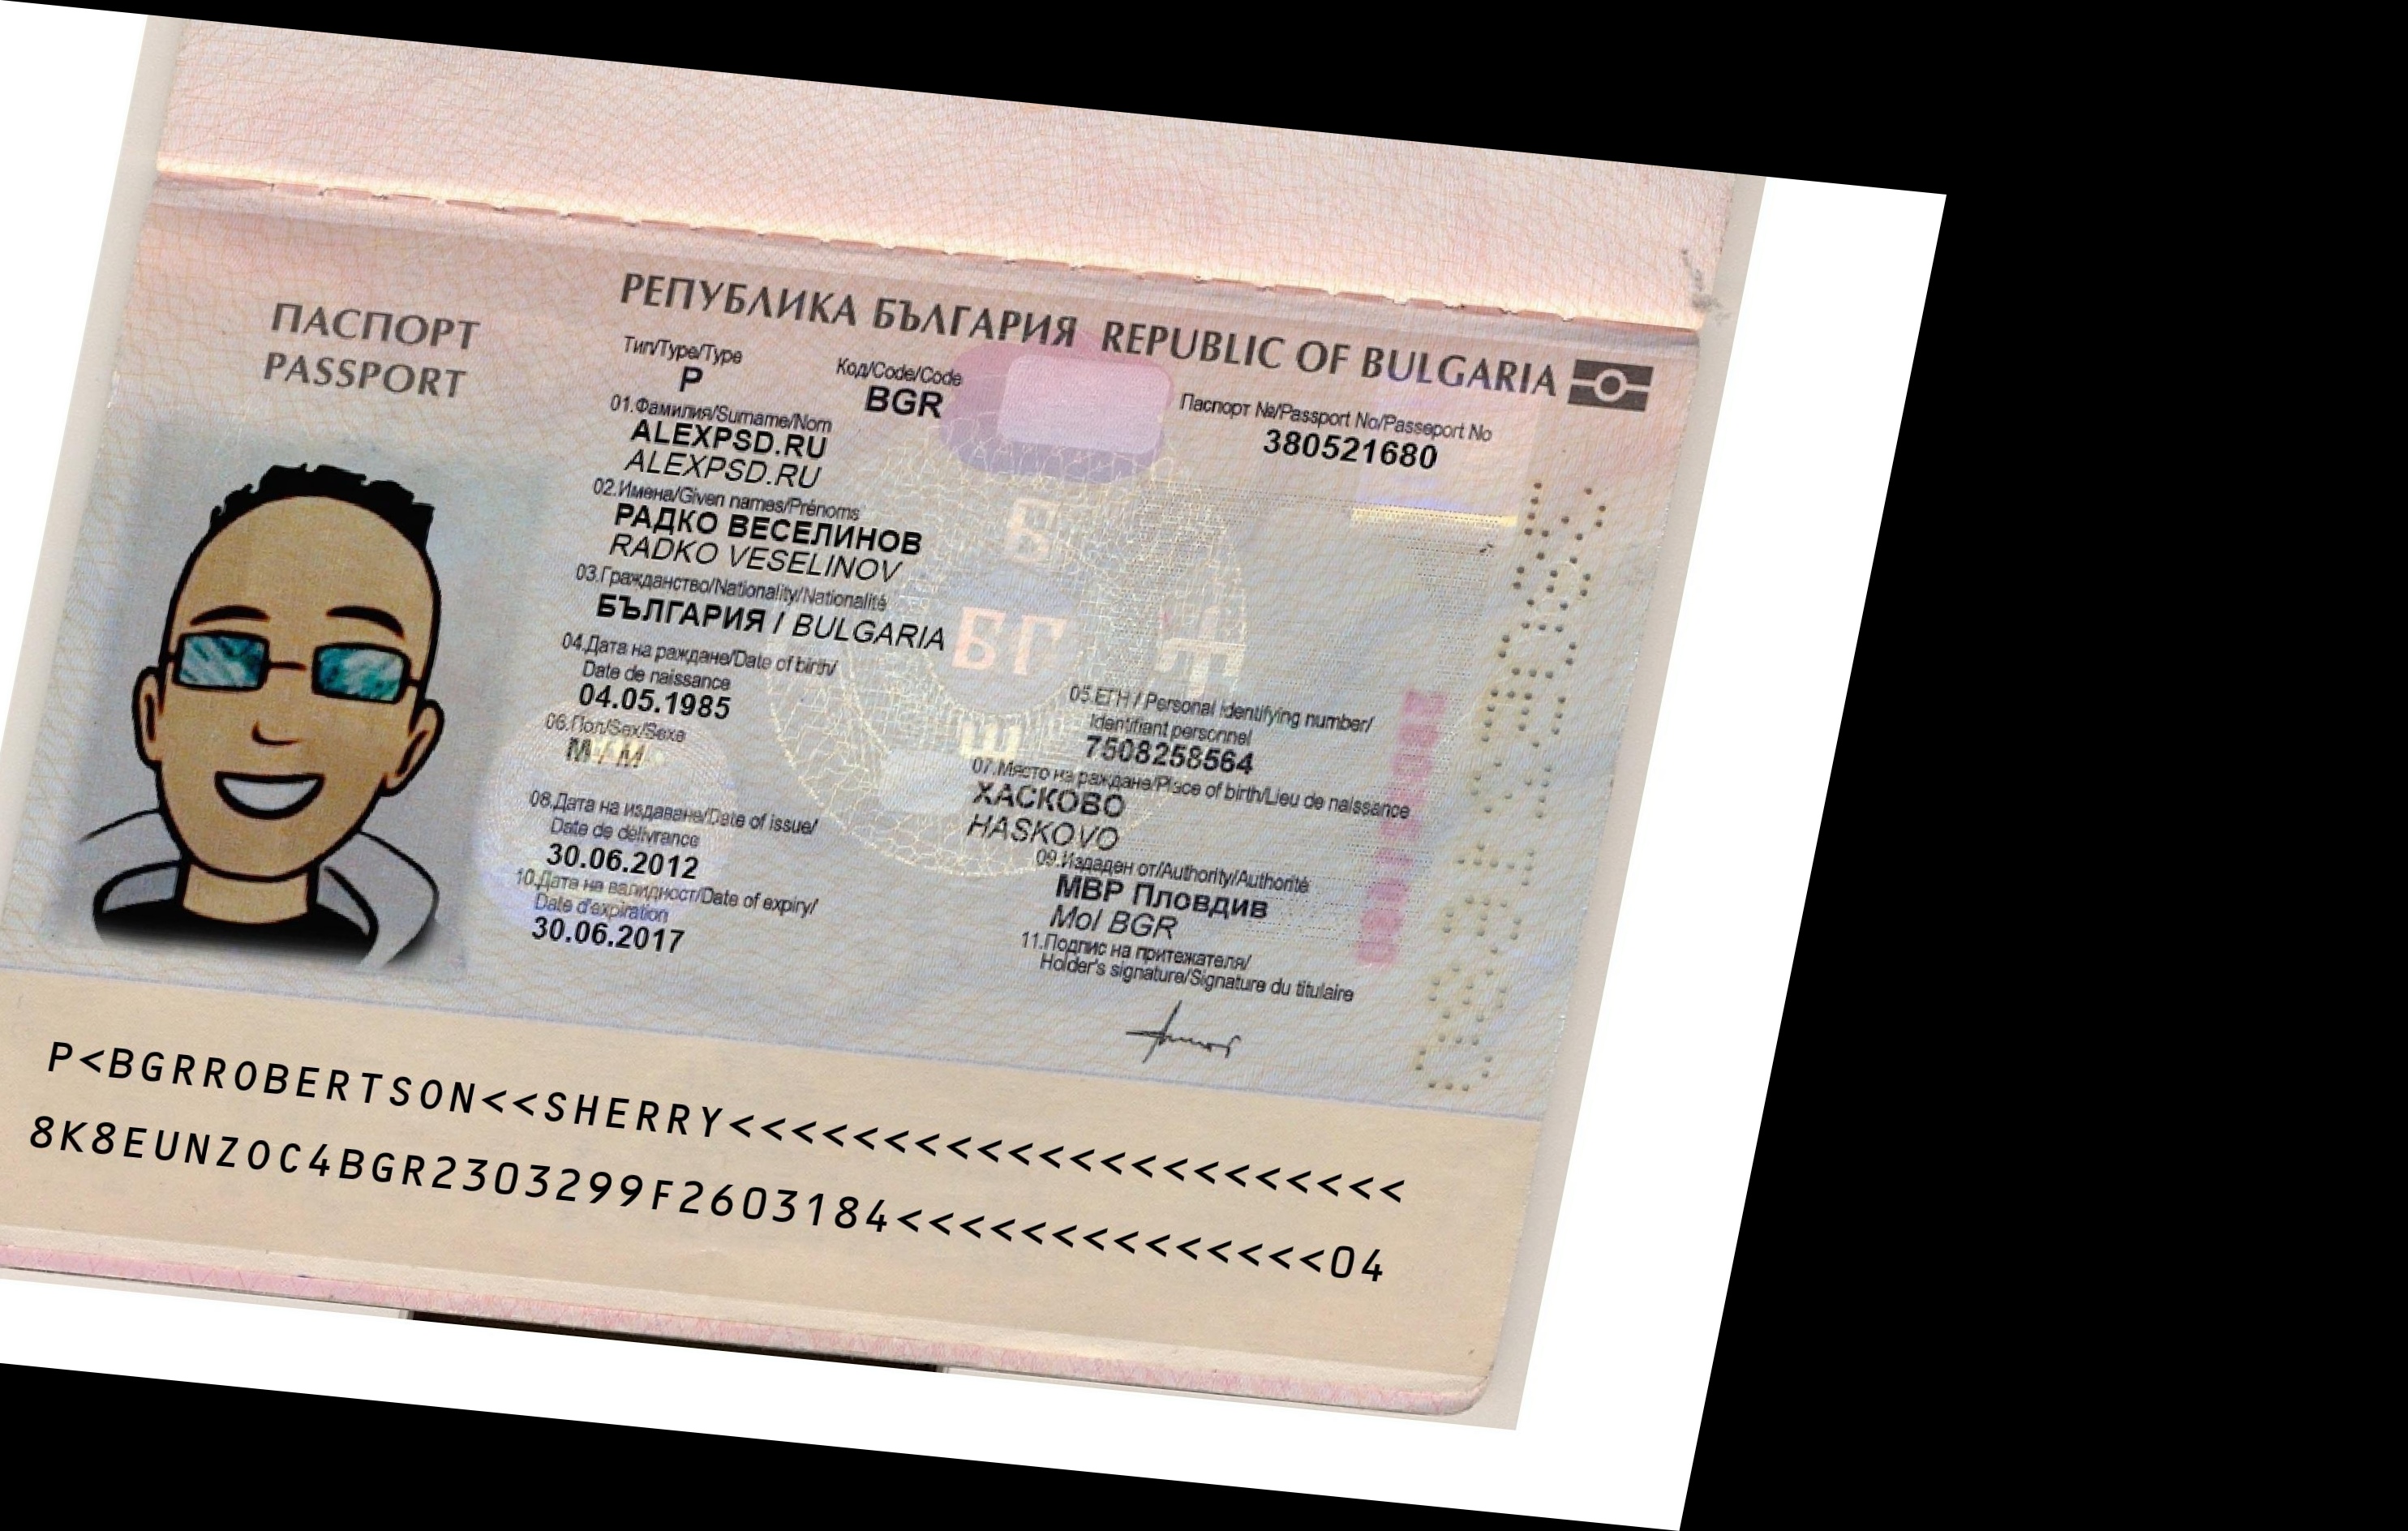 РЕПУБЛИКА БЪЛГАРИЯ REPUBLIC OF BULGARIA
ПАСПОРТ
PASSPORT
Тип/Type/Type
P
Код/Code/Code
BGR
Паспорт №/Passport No/Passeport No
380521680
01.Фамилия/Surname/Nom
ALEXPSD.RU
ALEXPSD.RU
02.Имена/Given names/Prénoms
РАДКО ВЕСЕЛИНОВ
RADKO VESELINOV
03.Гражданство/Nationality/Nationalité
БЪЛГАРИЯ / BULGARIA
04.Дата на раждане/Date of birth/
Date de naissance
04.05.1985
05.ЕГН / Personal identifying number/
Identifiant personnel
7508258564
06.Пол/Sex/Sexe
М / M
07.Място на раждане/Place of birth/Lieu de naissance
ХАСКОВО
HASKOVO
08.Дата на издаване/Date of issue/
Date de délivrance
30.06.2012
09.Издаден от/Authority/Authorité
МВР Пловдив
MoI BGR
10.Дата на валидност/Date of expiry/
Date d'expiration
30.06.2017
11.Подпис на притежателя/
Holder's signature/Signature du titulaire
P<BGRROBERTSON<<SHERRY<<<<<<<<<<<<<<<<<<<<<<
8K8EUNZ0C4BGR2303299F2603184<<<<<<<<<<<<<<04